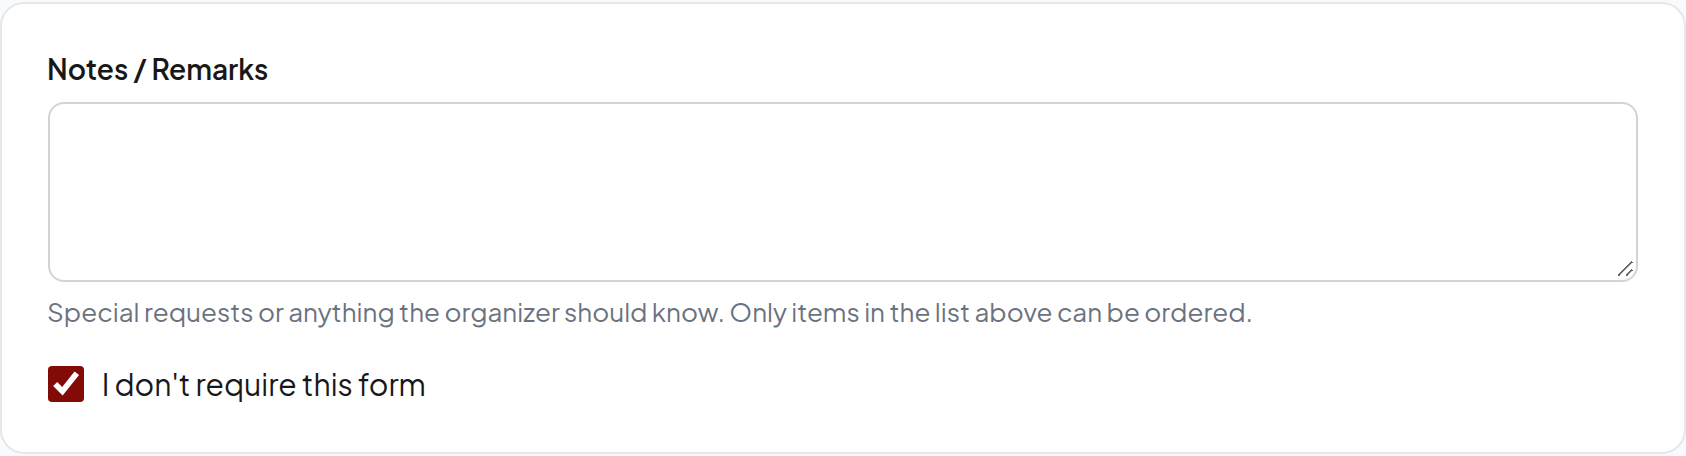 Notes / Remarks
Special requests or anything the organizer should know. Only items in the list above can be ordered.
I don't require this form